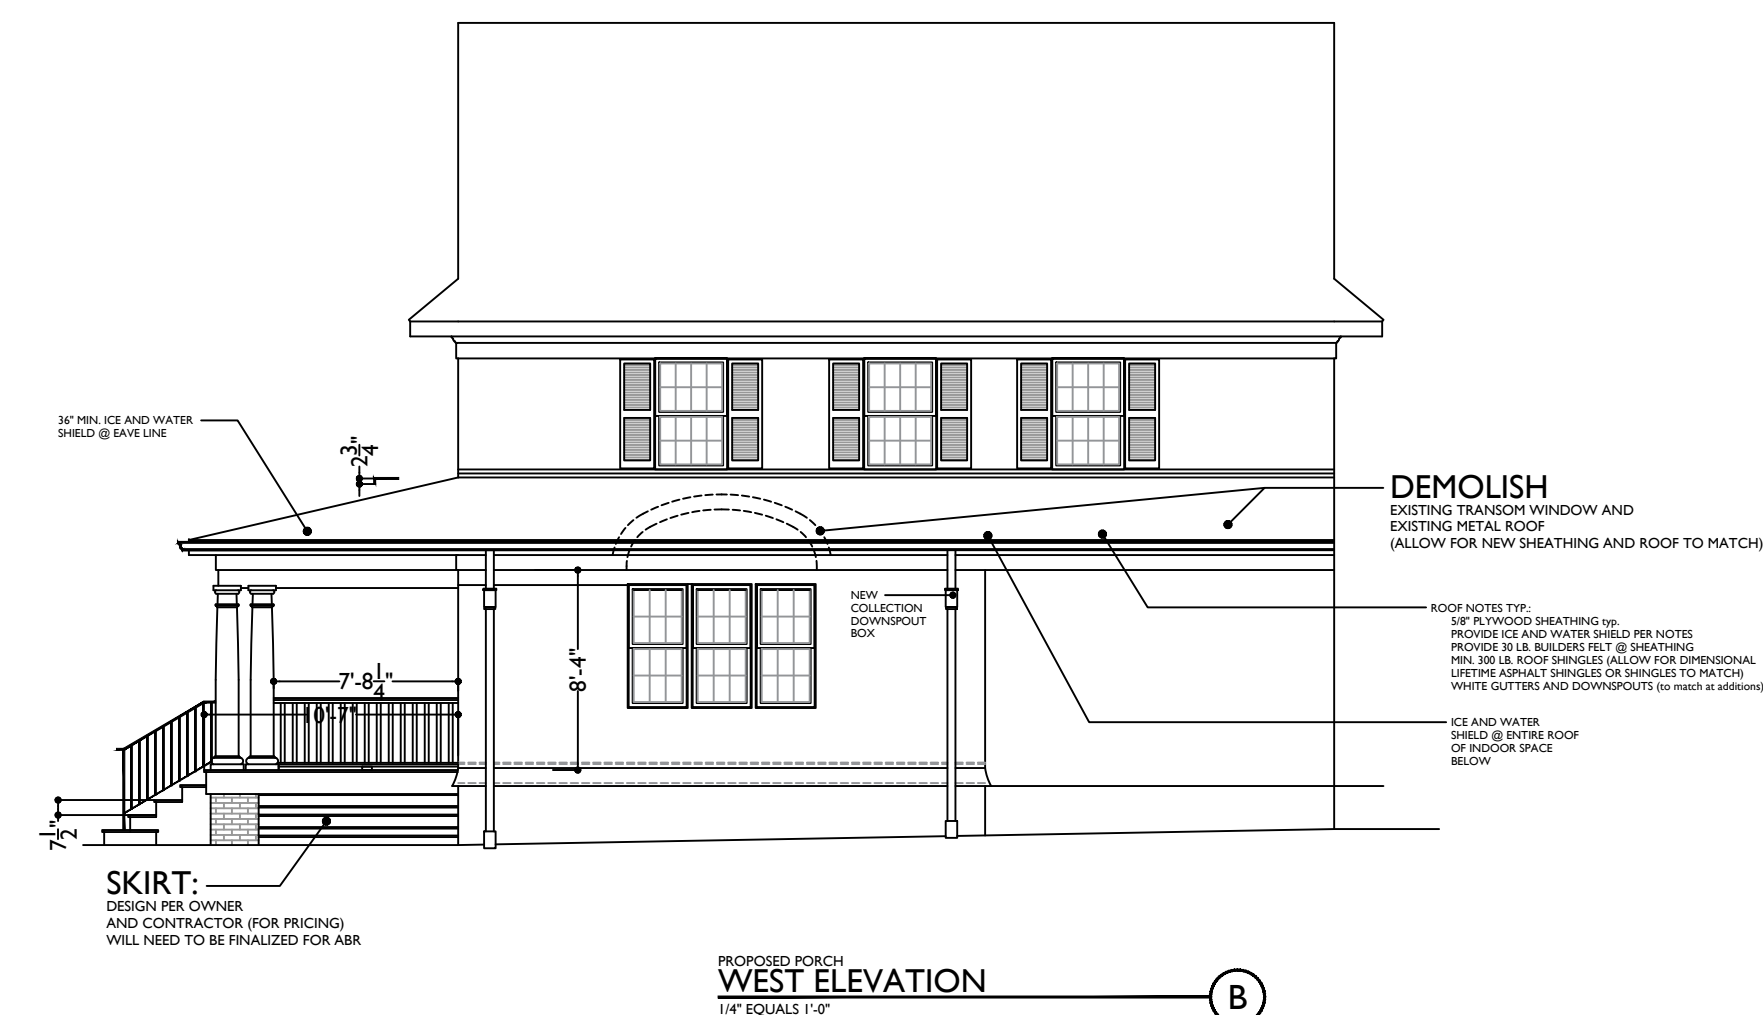 36" MIN. ICE AND WATER
SHIELD @ EAVE LINE
2 3/4"
DEMOLISH
EXISTING TRANSOM WINDOW AND
EXISTING METAL ROOF
(ALLOW FOR NEW SHEATHING AND ROOF TO MATCH)
NEW
COLLECTION
DOWNSPOUT
BOX
ROOF NOTES TYP.:
5/8" PLYWOOD SHEATHING typ.
PROVIDE ICE AND WATER SHIELD PER NOTES
PROVIDE 30 LB. BUILDERS FELT @ SHEATHING
MIN. 300 LB. ROOF SHINGLES (ALLOW FOR DIMENSIONAL
LIFETIME ASPHALT SHINGLES OR SHINGLES TO MATCH)
WHITE GUTTERS AND DOWNSPOUTS (to match at additions)
7'-8 1/4"
8'-4"
10'-7"
ICE AND WATER
SHIELD @ ENTIRE ROOF
OF INDOOR SPACE
BELOW
7 1/2"
SKIRT:
DESIGN PER OWNER
AND CONTRACTOR (FOR PRICING)
WILL NEED TO BE FINALIZED FOR ABR
PROPOSED PORCH
WEST ELEVATION
1/4" EQUALS 1'-0"
B